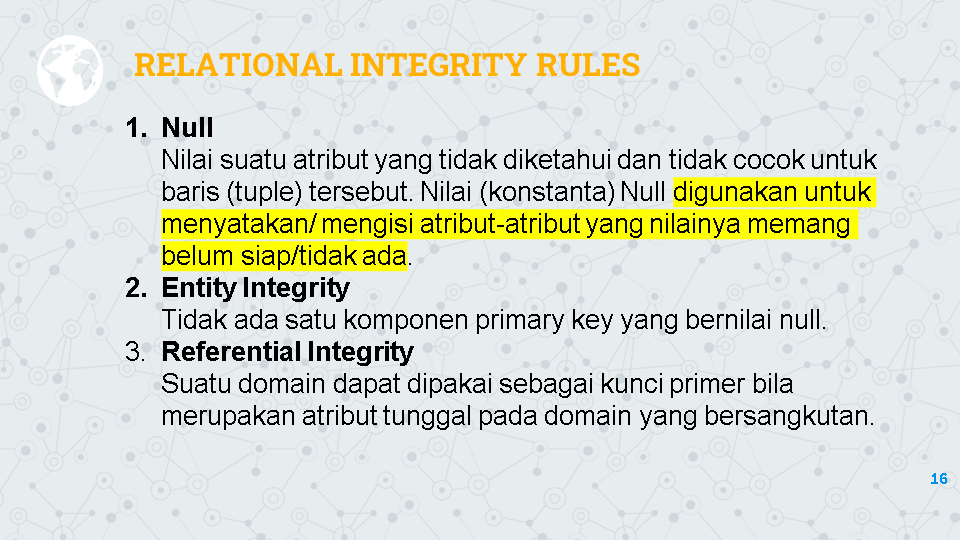 RELATIONAL INTEGRITY RULES
1. Null
Nilai suatu atribut yang tidak diketahui dan tidak cocok untuk
baris (tuple) tersebut. Nilai (konstanta) Null digunakan untuk
menyatakan/ mengisi atribut-atribut yang nilainya memang
belum siap/tidak ada.
2. Entity Integrity
Tidak ada satu komponen primary key yang bernilai null.
3. Referential Integrity
Suatu domain dapat dipakai sebagai kunci primer bila
merupakan atribut tunggal pada domain yang bersangkutan.
16